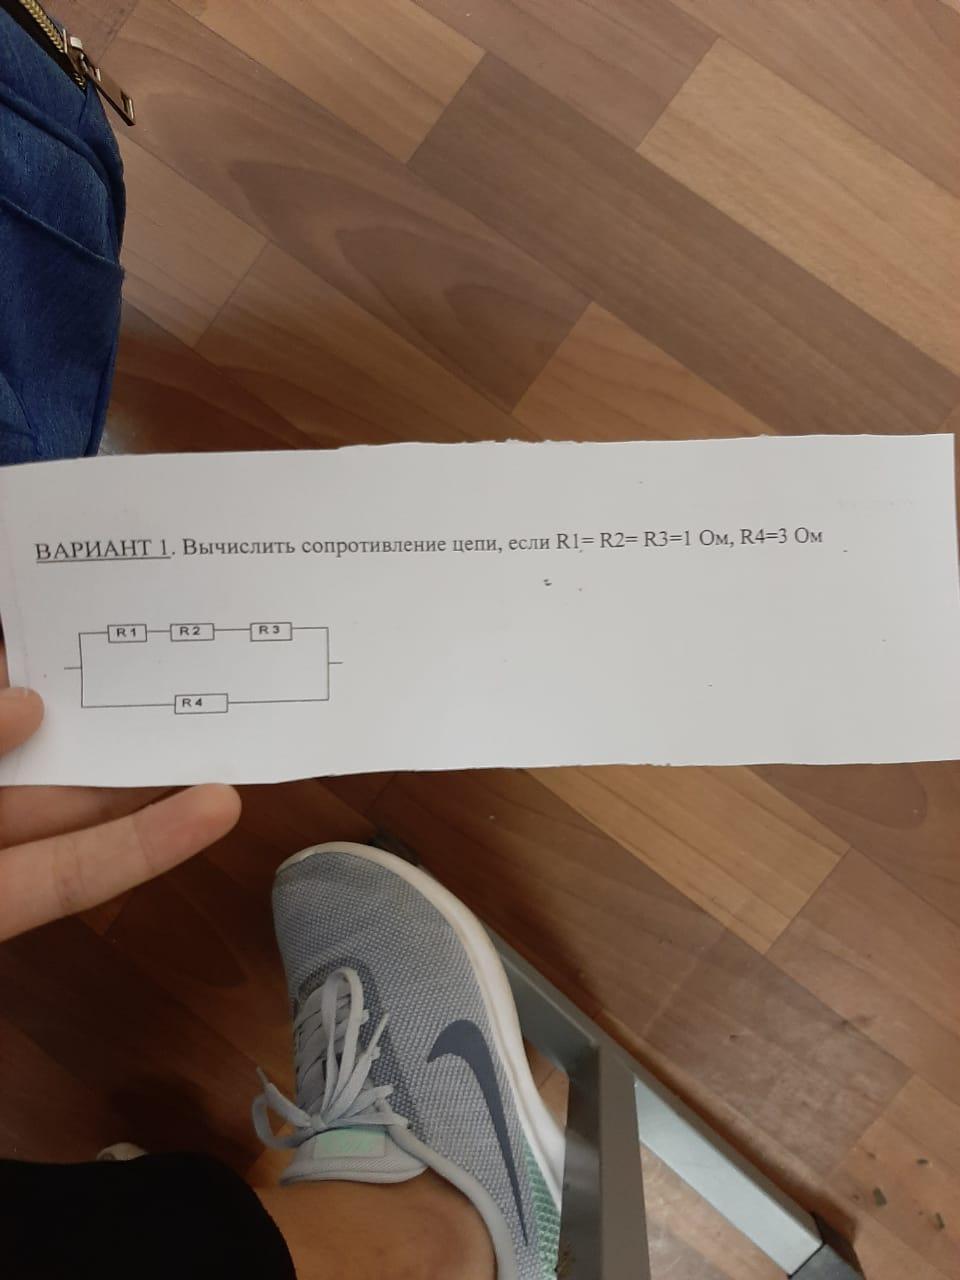 ВАРИАНТ 1. Вычислить сопротивление цепи, если R1= R2= R3=1 Ом, R4=3 Ом
R1 R2 R3
R4